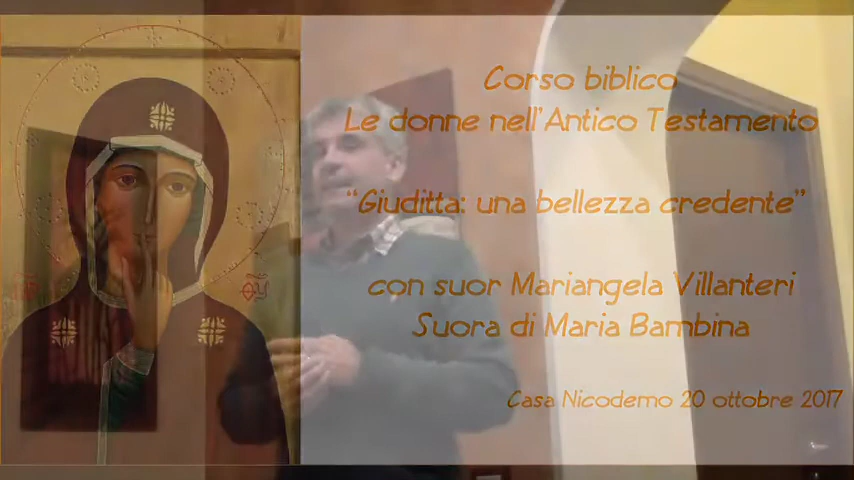 Corso biblico
Le donne nell'Antico Testamento
“Giuditta: una bellezza credente”
con suor Mariangela Villanteri
Suora di Maria Bambina
Casa Nicodemo 20 ottobre 2017